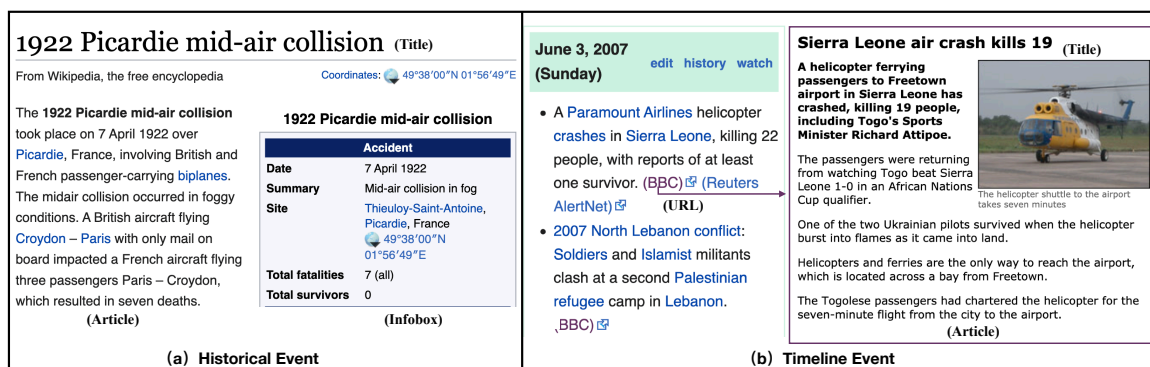 1922 Picardie mid-air collision (Title)
From Wikipedia, the free encyclopedia
Coordinates: 49°38′00″N 01°56′49″E
The 1922 Picardie mid-air collision
took place on 7 April 1922 over
Picardie, France, involving British and
French passenger-carrying biplanes.
The midair collision occurred in foggy
conditions. A British aircraft flying
Croydon – Paris with only mail on
board impacted a French aircraft flying
three passengers Paris – Croydon,
which resulted in seven deaths.
(Article)
1922 Picardie mid-air collision
Accident
Date 7 April 1922
Summary Mid-air collision in fog
Site Thieuloy-Saint-Antoine,
Picardie, France
49°38′00″N
01°56′49″E
Total fatalities 7 (all)
Total survivors 0
(Infobox)
(a) Historical Event
June 3, 2007
(Sunday)
edit history watch
• A Paramount Airlines helicopter
crashes in Sierra Leone, killing 22
people, with reports of at least
one survivor. (BBC) (Reuters
AlertNet)
(URL)
• 2007 North Lebanon conflict:
Soldiers and Islamist militants
clash at a second Palestinian
refugee camp in Lebanon.
(BBC)
Sierra Leone air crash kills 19 (Title)
A helicopter ferrying
passengers to Freetown
airport in Sierra Leone has
crashed, killing 19 people,
including Togo's Sports
Minister Richard Attipoe.
The passengers were returning
from watching Togo beat Sierra
Leone 1-0 in an African Nations
Cup qualifier.
The helicopter shuttle to the airport
takes seven minutes
One of the two Ukrainian pilots survived when the helicopter
burst into flames as it came into land.
Helicopters and ferries are the only way to reach the airport,
which is located across a bay from Freetown.
The Togolese passengers had chartered the helicopter for the
seven-minute flight from the city to the airport.
(Article)
(b) Timeline Event